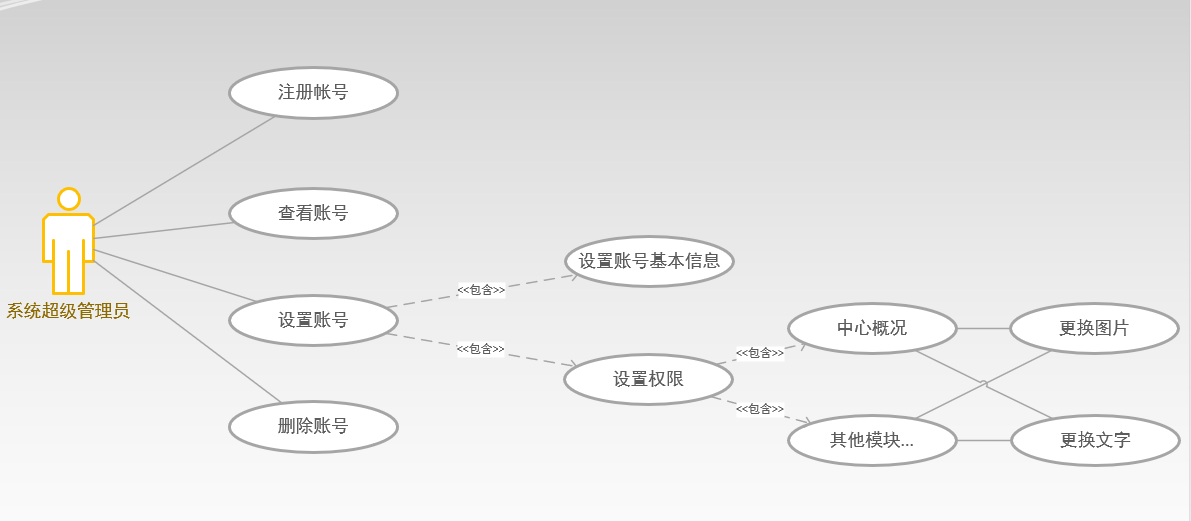 注册帐号
查看账号
设置账号基本信息
<<包含>>
系统超级管理员
设置账号
中心概况
更换图片
<<包含>>
<<包含>>
设置权限
<<包含>>
删除账号
其他模块...
更换文字